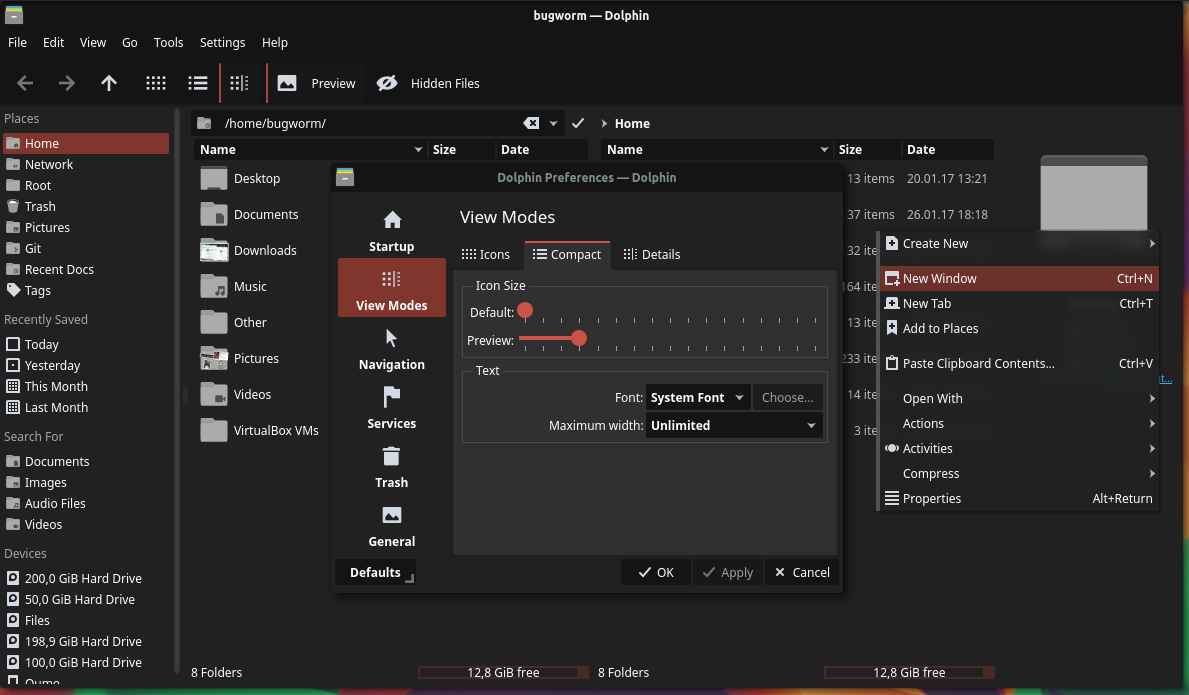 bugworm — Dolphin
File Edit View Go Tools Settings Help
Preview Hidden Files
Places
Home
Network
Root
Trash
Pictures
Git
Recent Docs
Tags
Recently Saved
Today
Yesterday
This Month
Last Month
Search For
Documents
Images
Audio Files
Videos
Devices
200,0 GiB Hard Drive
50,0 GiB Hard Drive
Files
198,9 GiB Hard Drive
100,0 GiB Hard Drive
/home/bugworm/
Name Size Date
Desktop
Documents
Downloads
Music
Other
Pictures
Videos
VirtualBox VMs
8 Folders 12,8 GiB free
Home
Name Size Date
13 items 20.01.17 13:21
37 items 26.01.17 18:18
32
164
13
233
14 ite
3 ite
8 Folders 12,8 GiB free
Dolphin Preferences — Dolphin
Startup
View Modes
Navigation
Services
Trash
General
View Modes
Icons Compact Details
Icon Size
Default:
Preview:
Text
Font: System Font Choose...
Maximum width: Unlimited
Defaults OK Apply Cancel
Create New
New Window Ctrl+N
New Tab Ctrl+T
Add to Places
Paste Clipboard Contents... Ctrl+V
Open With
Actions
Activities
Compress
Properties Alt+Return